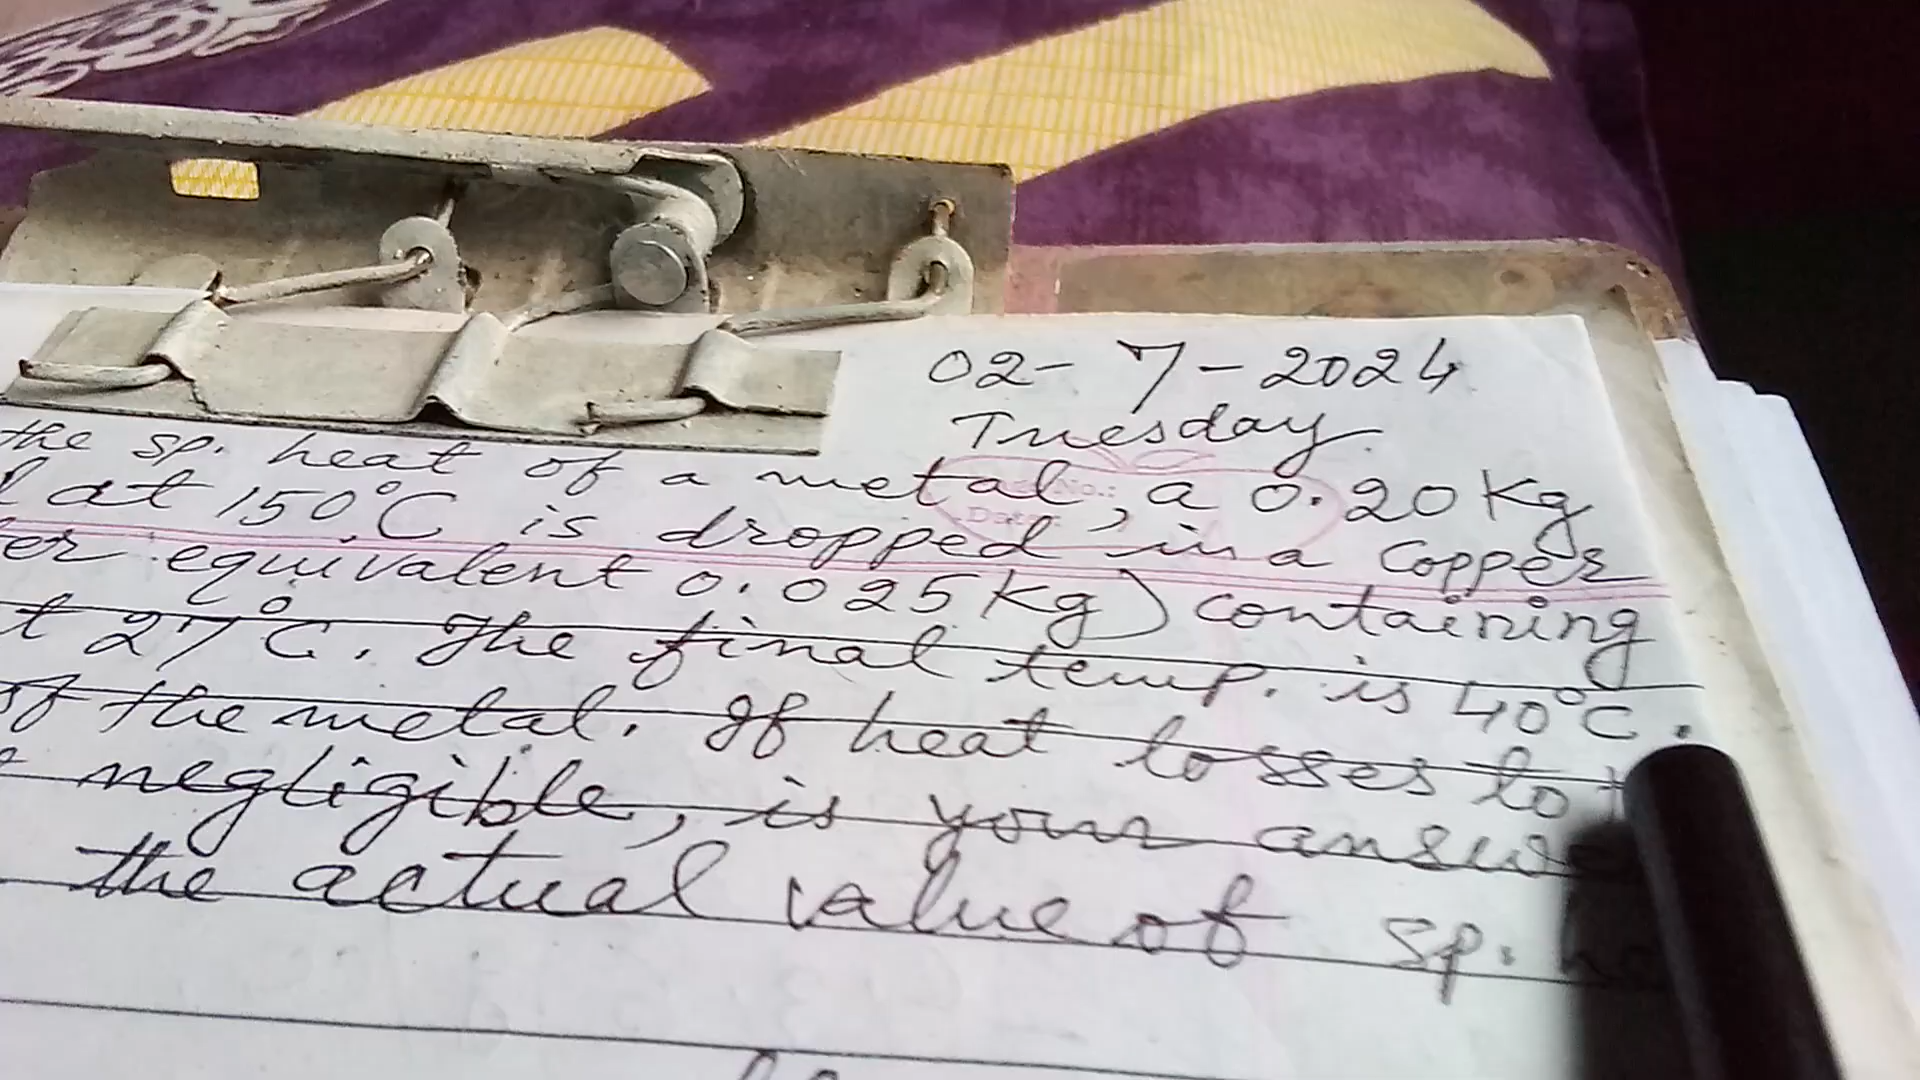 02-7-2024
Tuesday.
the sp. heat of a metal, a 0.20 Kg
at 150°C is dropped in a copper
er equivalent 0.025 Kg) containing
t 27°C. The final temp. is 40°C.
of the metal. If heat losses to
negligible, is your answe
the actual value of sp.